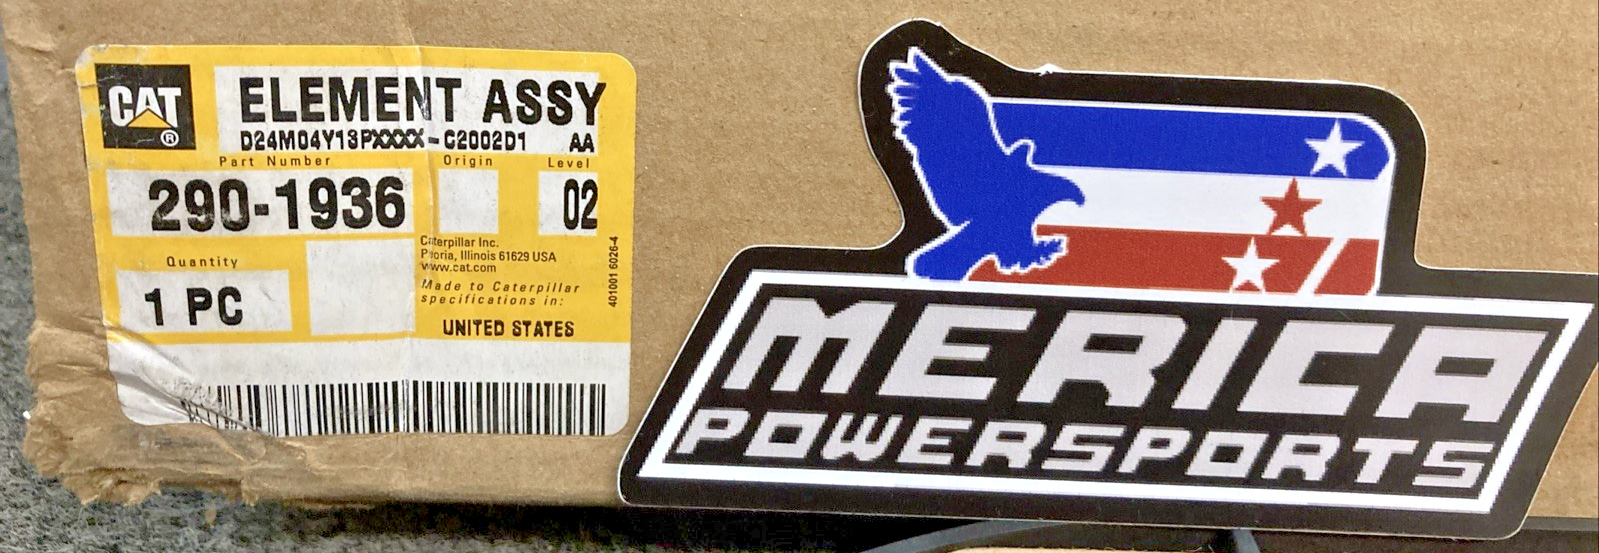 CAT ®
ELEMENT ASSY
D24M04Y13PXXXX-C2002D1 AA
Part Number Origin Level
290-1936 02
Quantity
1 PC
Caterpillar Inc.
Peoria, Illinois 61629 USA
www.cat.com
Made to Caterpillar
specifications in:
UNITED STATES
401001 6026-4
MERICA
POWERSPORTS